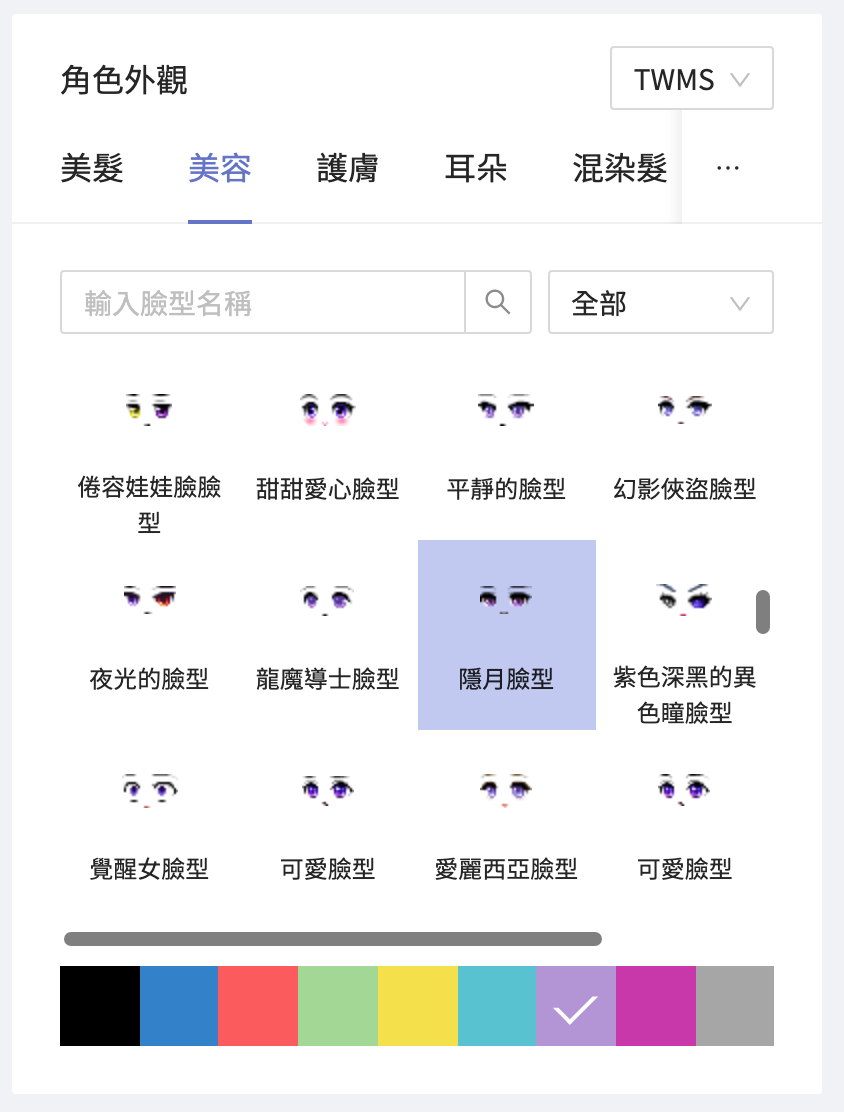 角色外觀
TWMS
美髮
美容
護膚
耳朵
混染髮
···
輸入臉型名稱
全部
倦容娃娃臉臉
型
甜甜愛心臉型
平靜的臉型
幻影俠盜臉型
夜光的臉型
龍魔導士臉型
隱月臉型
紫色深黑的異
色瞳臉型
覺醒女臉型
可愛臉型
愛麗西亞臉型
可愛臉型